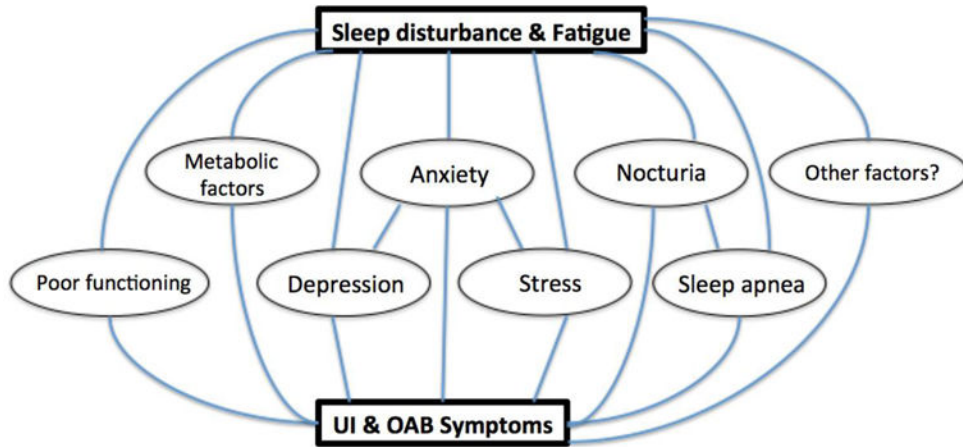 Sleep disturbance & Fatigue
Metabolic
factors
Anxiety
Nocturia
Other factors?
Poor functioning
Depression
Stress
Sleep apnea
UI & OAB Symptoms